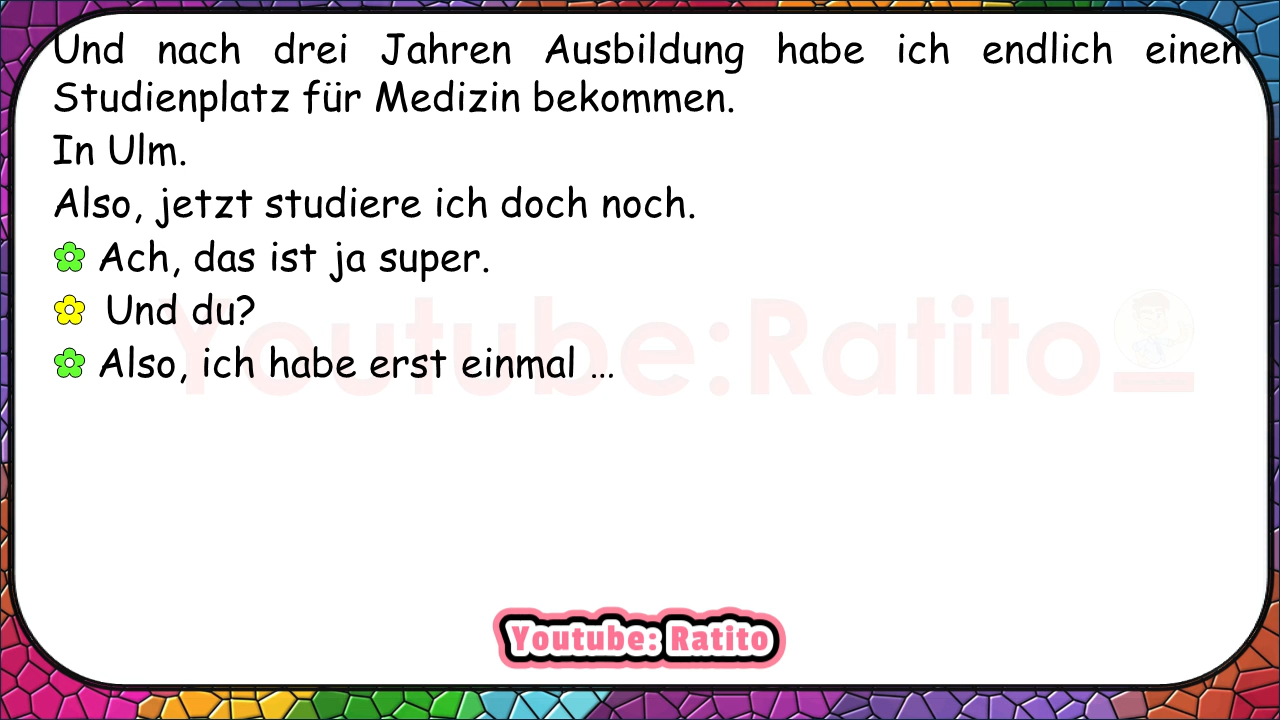 Und nach drei Jahren Ausbildung habe ich endlich einen
Studienplatz für Medizin bekommen.
In Ulm.
Also, jetzt studiere ich doch noch.
Ach, das ist ja super.
Und du?
Also, ich habe erst einmal …
Youtube:Ratito
Youtube: Ratito